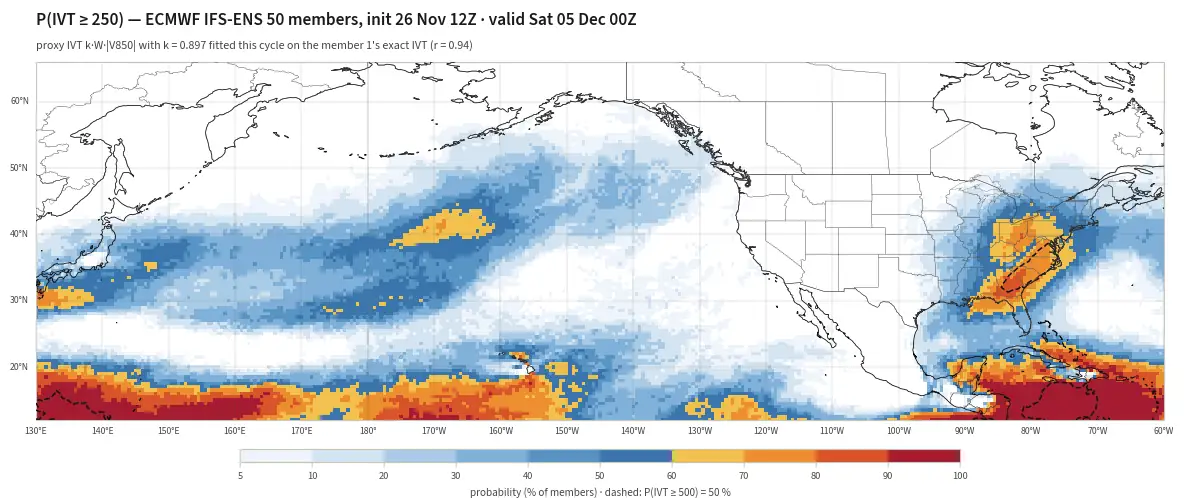 P(IVT ≥ 250) — ECMWF IFS-ENS 50 members, init 26 Nov 12Z · valid Sat 05 Dec 00Z
proxy IVT k·W·|V850| with k = 0.897 fitted this cycle on the member 1's exact IVT (r = 0.94)
60°N
50°N
40°N
30°N
20°N
130°E 140°E 150°E 160°E 170°E 180° 170°W 160°W 150°W 140°W 130°W 120°W 110°W 100°W 90°W 80°W 70°W 60°W
5 10 20 30 40 50 60 70 80 90 100
probability (% of members) · dashed: P(IVT ≥ 500) = 50 %